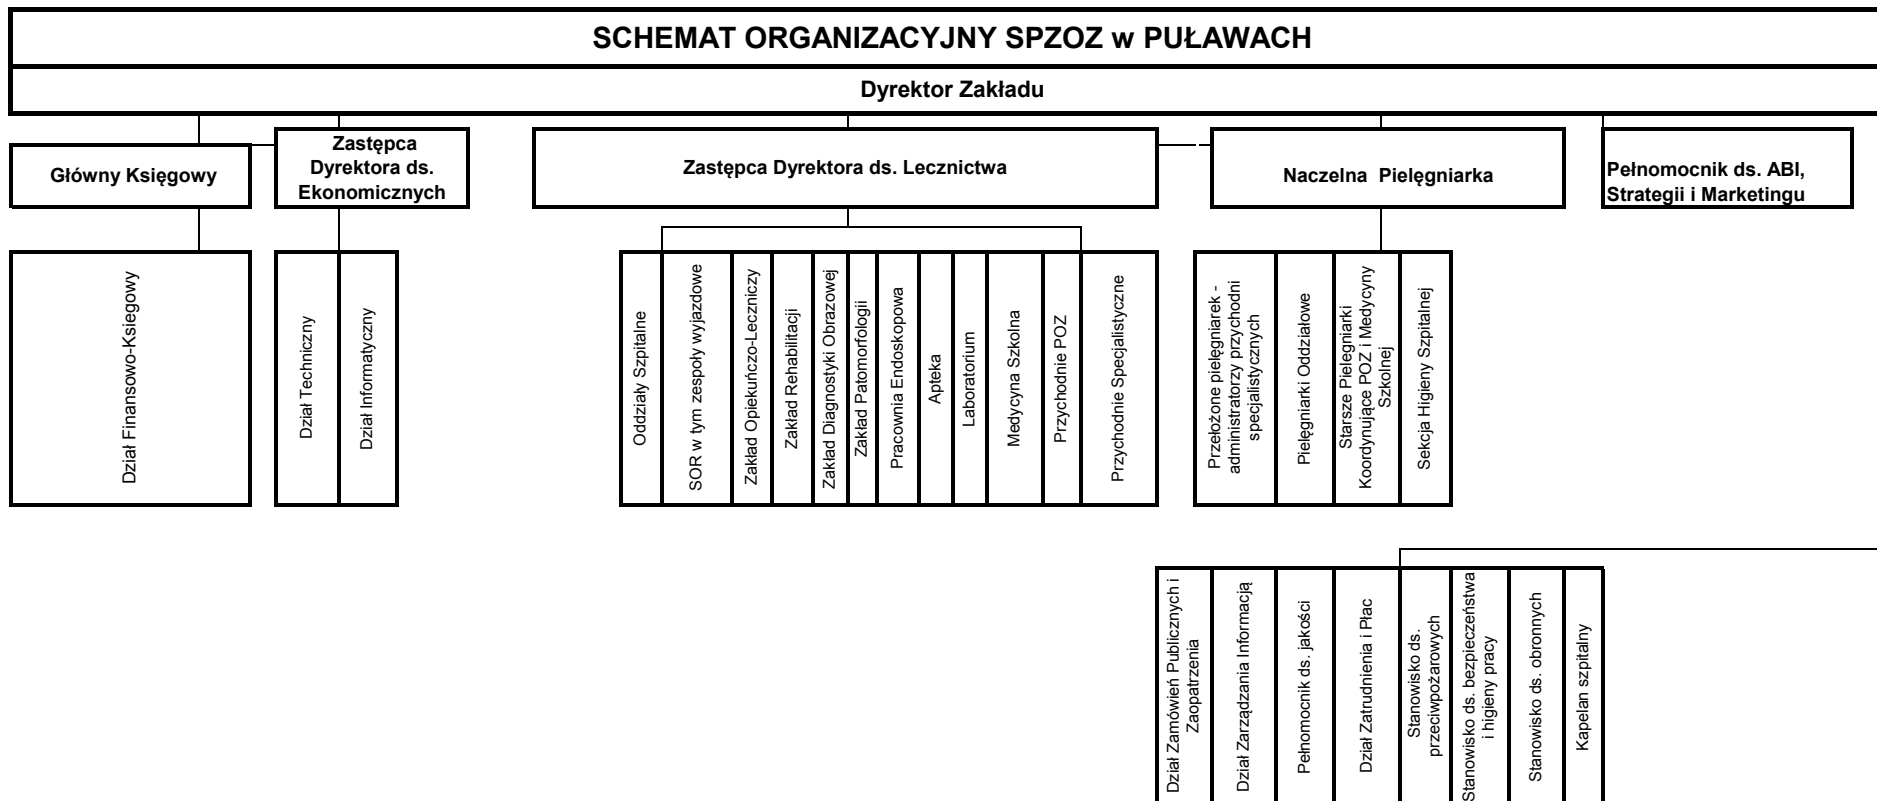 SCHEMAT ORGANIZACYJNY SPZOZ w PUŁAWACH
Dyrektor Zakładu
Główny Księgowy
Zastępca
Dyrektora ds.
Ekonomicznych
Zastępca Dyrektora ds. Lecznictwa
Naczelna Pielęgniarka
Pełnomocnik ds. ABI,
Strategii i Marketingu
Dział Finansowo-Księgowy
Dział Techniczny
Dział Informatyczny
Oddziały Szpitalne
SOR w tym zespoły wyjazdowe
Zakład Opiekuńczo-Leczniczy
Zakład Rehabilitacji
Zakład Diagnostyki Obrazowej
Zakład Patomorfologii
Pracownia Endoskopowa
Apteka
Laboratorium
Medycyna Szkolna
Przychodnie POZ
Przychodnie Specjalistyczne
Przełożone pielęgniarek -
administratorzy przychodni
specjalistycznych
Pielęgniarki Oddziałowe
Starsze Pielegniarki
Koordynujące POZ i Medycyny
Szkolnej
Sekcja Higieny Szpitalnej
Dział Zamówień Publicznych i
Zaopatrzenia
Dział Zarządzania Informacją
Pełnomocnik ds. jakości
Dział Zatrudnienia i Płac
Stanowisko ds.
przeciwpożarowych
Stanowisko ds. bezpieczeństwa
i higieny pracy
Stanowisko ds. obronnych
Kapelan szpitalny